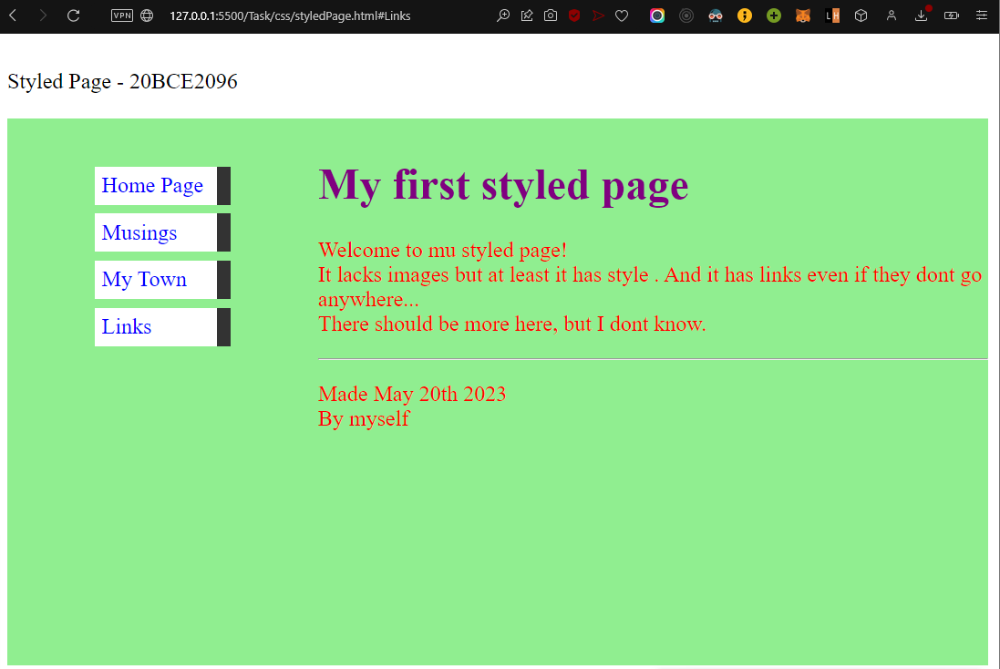 VPN 127.0.0.1:5500/Task/css/styledPage.html#Links LH
Styled Page - 20BCE2096
Home Page
Musings
My Town
Links
My first styled page
Welcome to mu styled page!
It lacks images but at least it has style . And it has links even if they dont go
anywhere...
There should be more here, but I dont know.
Made May 20th 2023
By myself